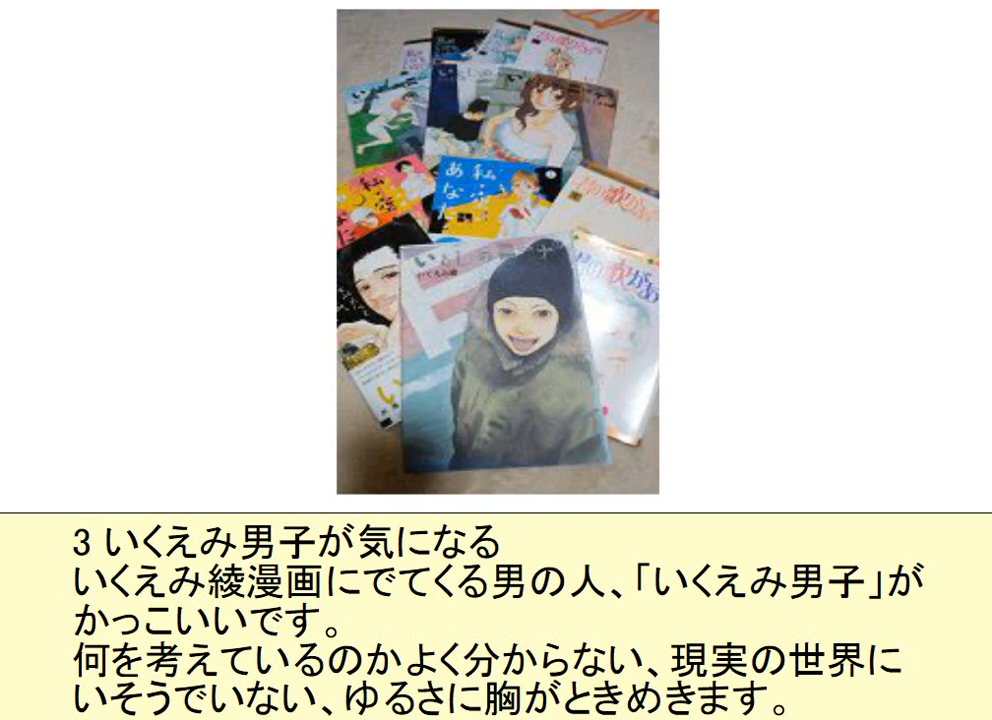 私
あなた
3 いくえみ男子が気になる
いくえみ綾漫画にでてくる男の人、「いくえみ男子」が
かっこいいです。
何を考えているのかよく分からない、現実の世界に
いそうでいない、ゆるさに胸がときめきます。